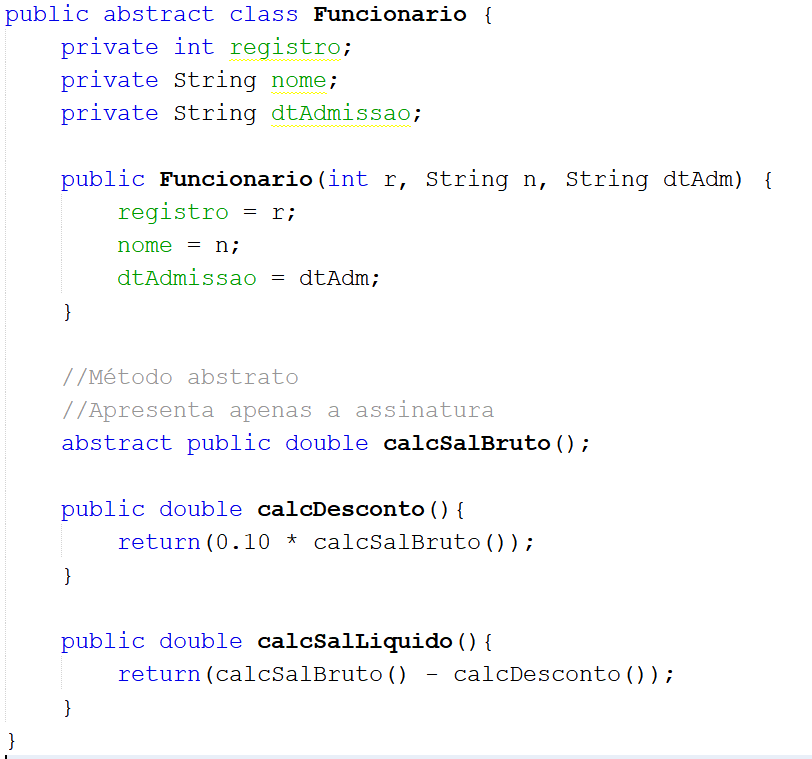 public abstract class Funcionario {
    private int registro;
    private String nome;
    private String dtAdmissao;
    public Funcionario(int r, String n, String dtAdm) {
        registro = r;
        nome = n;
        dtAdmissao = dtAdm;
    }
    //Método abstrato
    //Apresenta apenas a assinatura
    abstract public double calcSalBruto();
    public double calcDesconto(){
        return(0.10 * calcSalBruto());
    }
    public double calcSalLiquido(){
        return(calcSalBruto() - calcDesconto());
    }
}